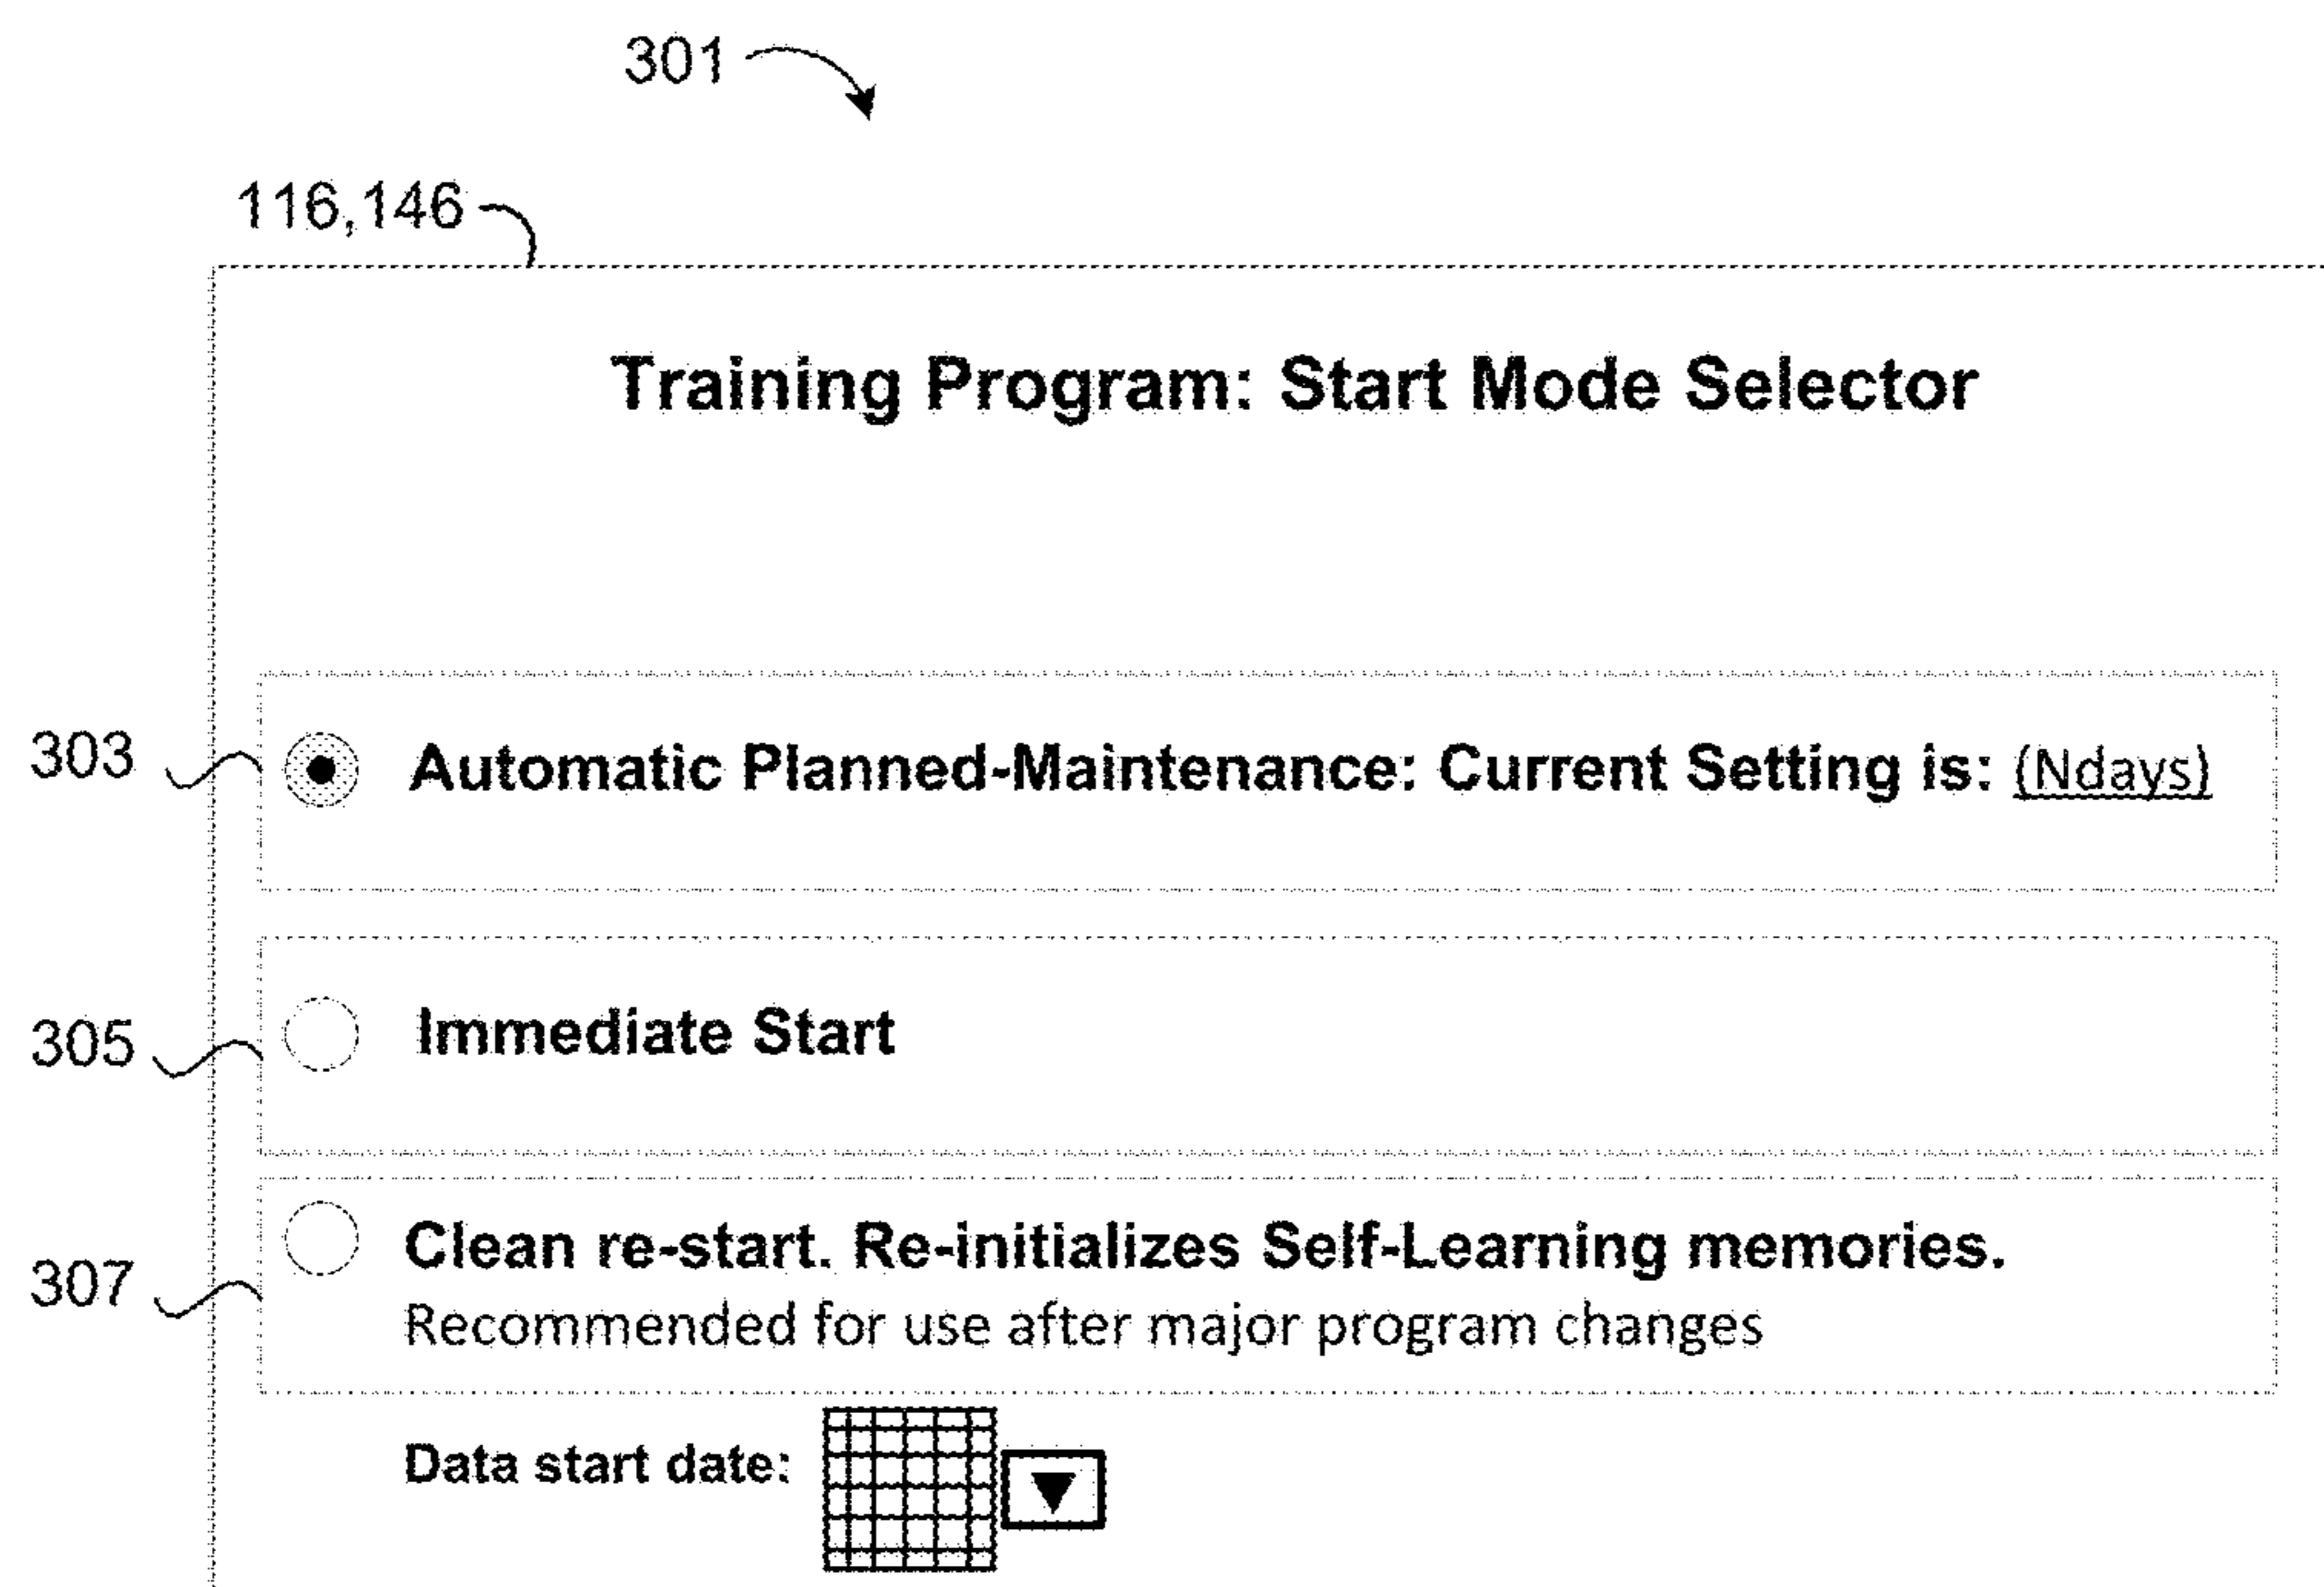 301
116,146
Training Program: Start Mode Selector
303
Automatic Planned-Maintenance: Current Setting is: (Ndays)
305
Immediate Start
307
Clean re-start. Re-initializes Self-Learning memories.
Recommended for use after major program changes
Data start date: